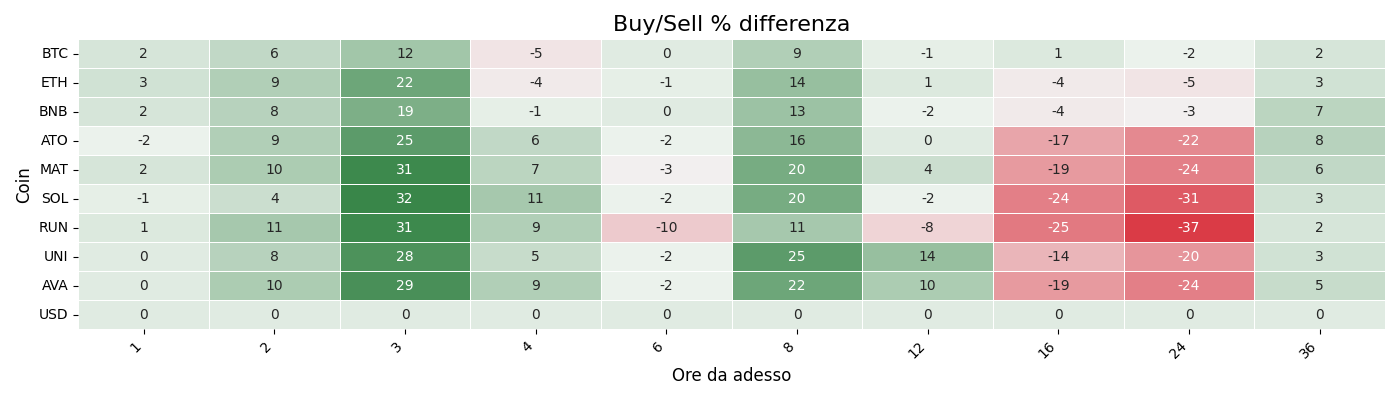 Buy/Sell % differenza
Coin
BTC 2 6 12 -5 0 9 -1 1 -2 2
ETH 3 9 22 -4 -1 14 1 -4 -5 3
BNB 2 8 19 -1 0 13 -2 -4 -3 7
ATO -2 9 25 6 -2 16 0 -17 -22 8
MAT 2 10 31 7 -3 20 4 -19 -24 6
SOL -1 4 32 11 -2 20 -2 -24 -31 3
RUN 1 11 31 9 -10 11 -8 -25 -37 2
UNI 0 8 28 5 -2 25 14 -14 -20 3
AVA 0 10 29 9 -2 22 10 -19 -24 5
USD 0 0 0 0 0 0 0 0 0 0
1 2 3 4 6 8 12 16 24 36
Ore da adesso